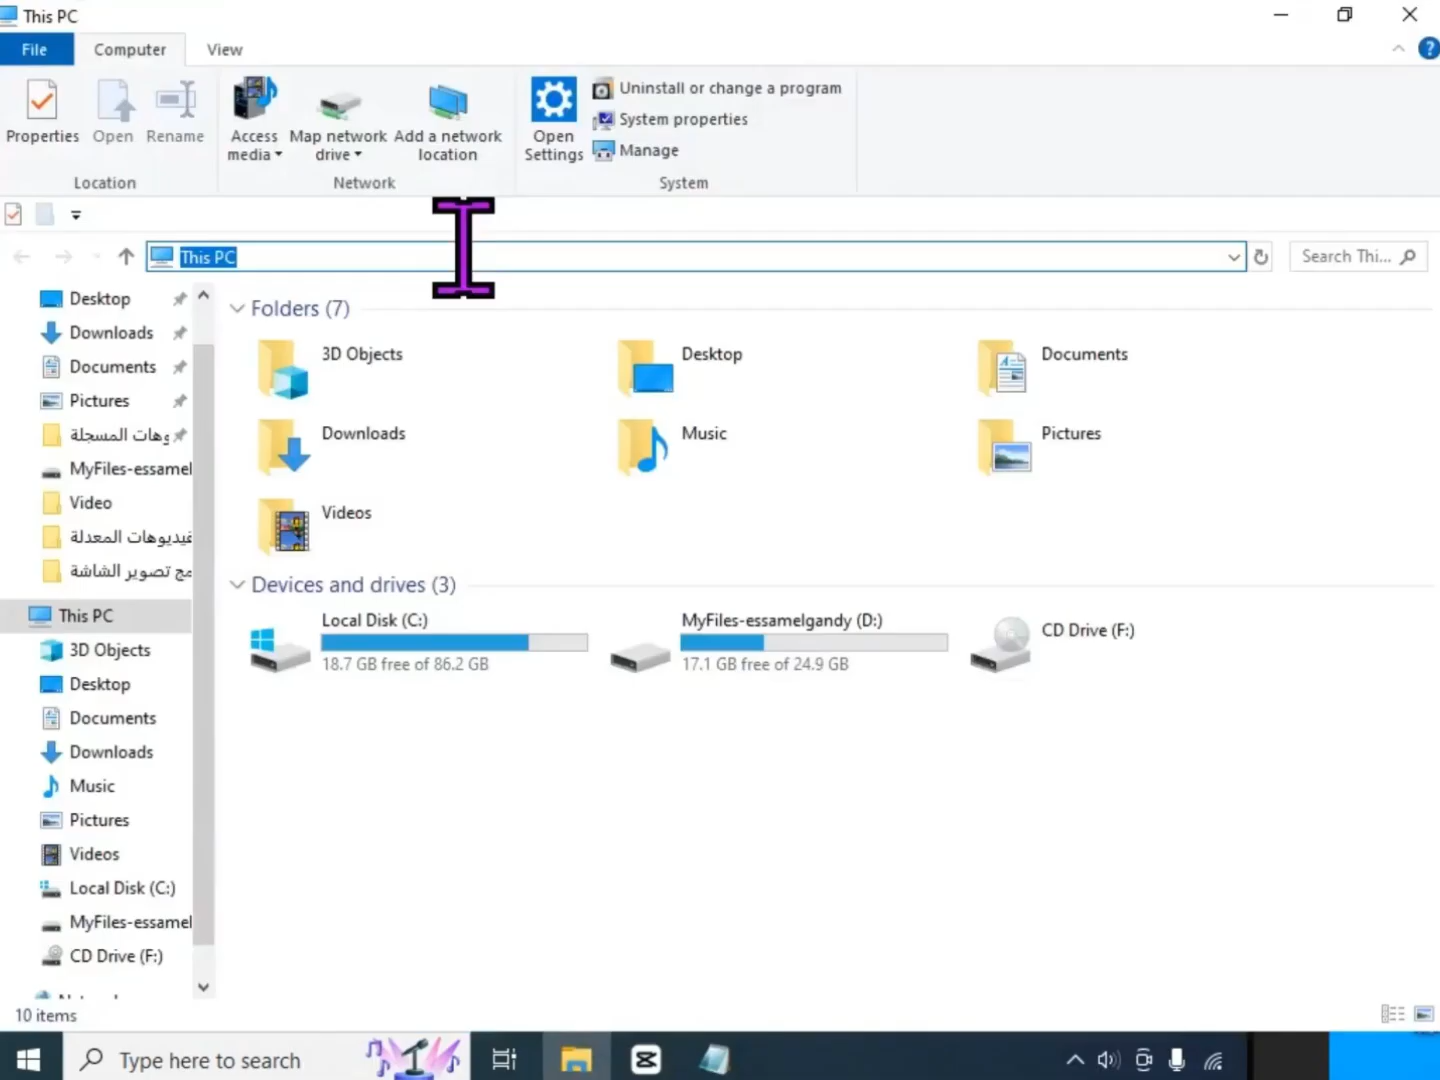 This PC
File
Computer
View
Properties
Open
Rename
Access media
Map network drive
Add a network location
Open Settings
Uninstall or change a program
System properties
Manage
Location
Network
System
This PC
Search Thi...
Desktop
Downloads
Documents
Pictures
المسجلة
MyFiles-essamel
Video
المعدلة
تصوير الشاشة
This PC
3D Objects
Desktop
Documents
Downloads
Music
Pictures
Videos
Local Disk (C:)
MyFiles-essamel
CD Drive (F:)
Folders (7)
3D Objects
Desktop
Documents
Downloads
Music
Pictures
Videos
Devices and drives (3)
Local Disk (C:)
18.7 GB free of 86.2 GB
MyFiles-essamelgandy (D:)
17.1 GB free of 24.9 GB
CD Drive (F:)
10 items
Type here to search